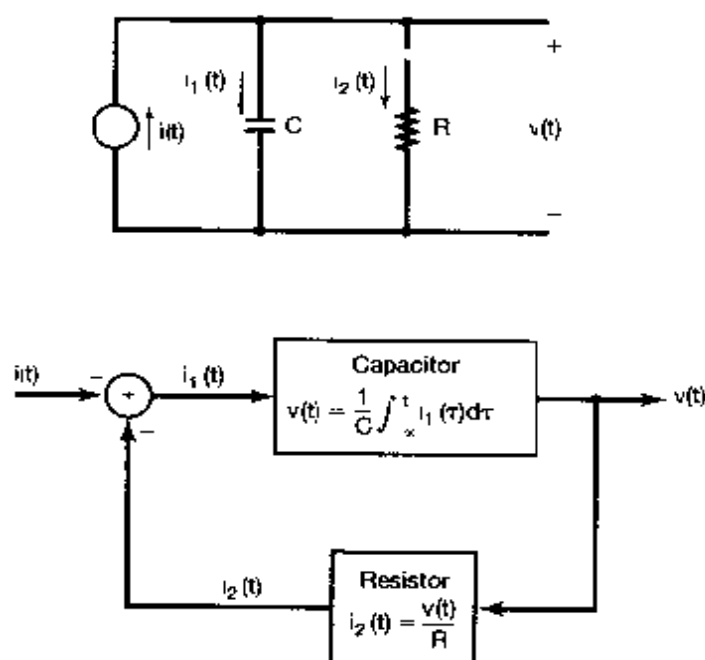 i₁(t) i₂(t) +
i(t) C R v(t)
−
Capacitor
i(t) − i₁(t) v(t) = 1/C ∫ᵗ₋∞ i₁(τ)dτ v(t)
+
−
i₂(t) Resistor
i₂(t) = v(t)/R